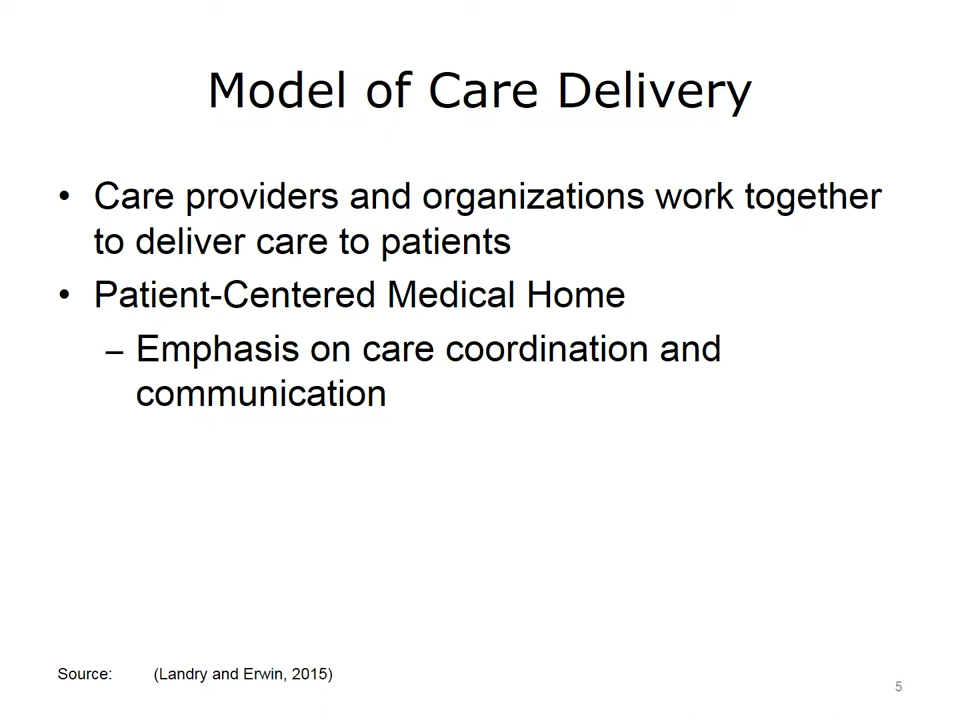 Model of Care Delivery
• Care providers and organizations work together
to deliver care to patients
• Patient-Centered Medical Home
– Emphasis on care coordination and
communication
Source: (Landry and Erwin, 2015)
5